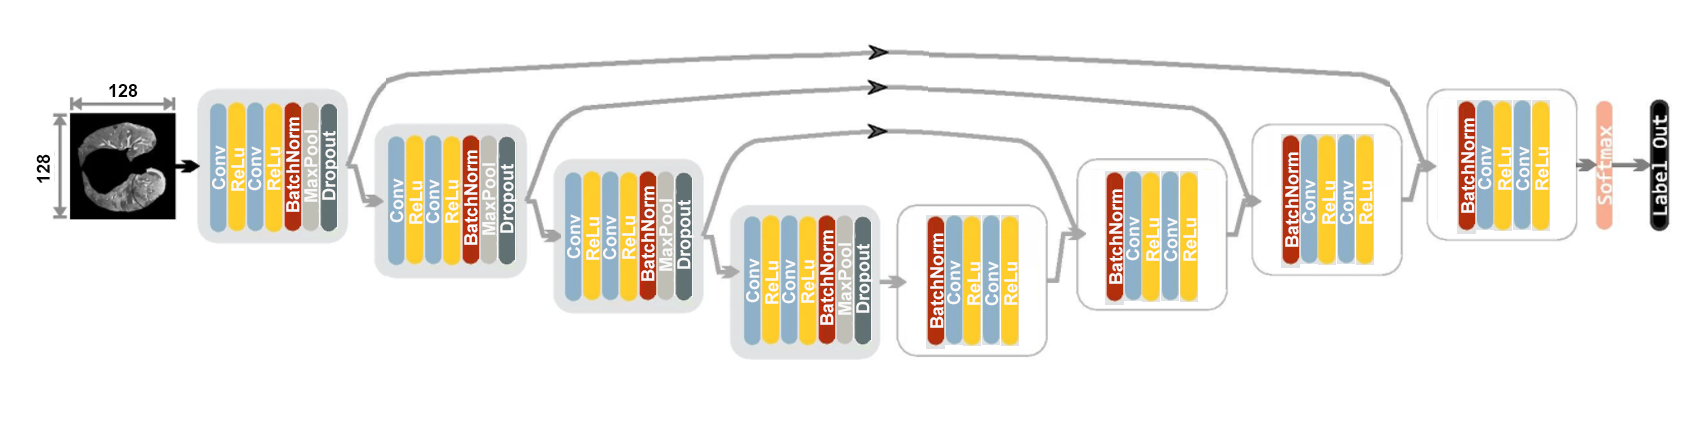 128
128
Conv
ReLu
Conv
ReLu
BatchNorm
MaxPool
Dropout
Conv
ReLu
Conv
ReLu
BatchNorm
MaxPool
Dropout
Conv
ReLu
Conv
ReLu
BatchNorm
MaxPool
Dropout
Conv
ReLu
Conv
ReLu
BatchNorm
MaxPool
Dropout
BatchNorm
Conv
ReLu
Conv
ReLu
BatchNorm
Conv
ReLu
Conv
ReLu
BatchNorm
Conv
ReLu
Conv
ReLu
BatchNorm
Conv
ReLu
Conv
ReLu
Softmax
Label Out